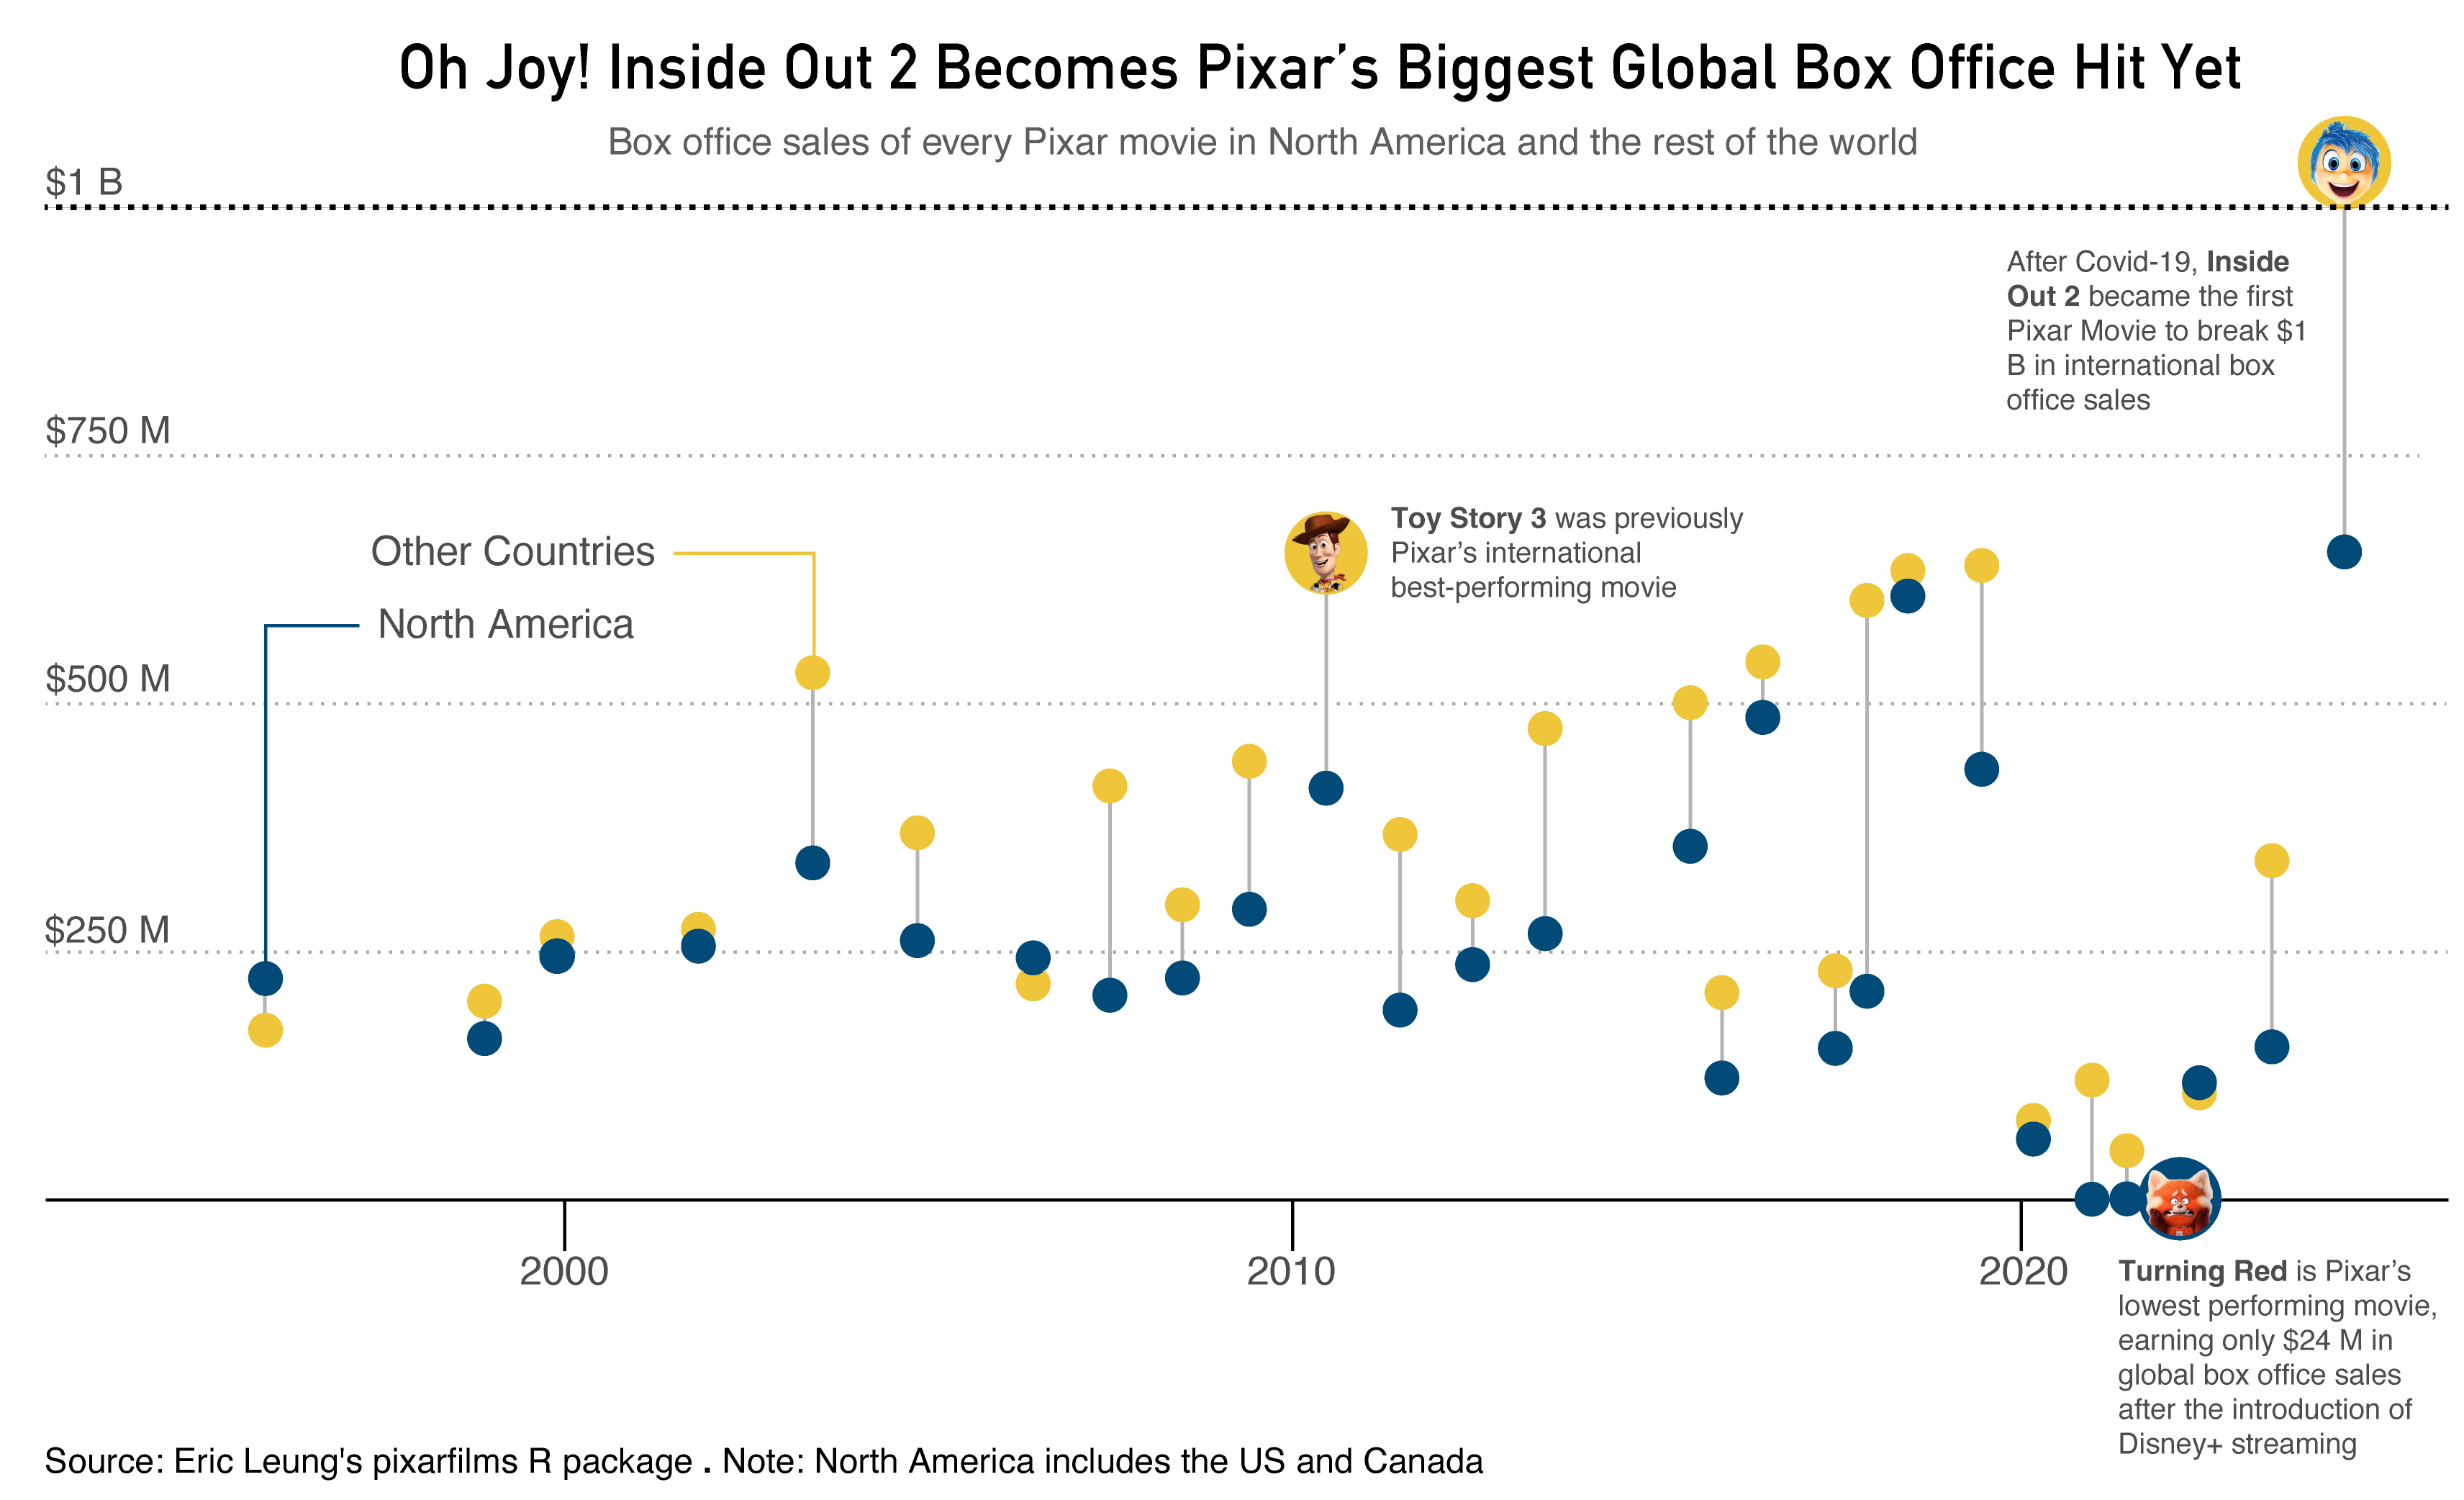 Oh Joy! Inside Out 2 Becomes Pixar's Biggest Global Box Office Hit Yet
Box office sales of every Pixar movie in North America and the rest of the world
$1 B
After Covid-19, Inside
Out 2 became the first
Pixar Movie to break $1
B in international box
office sales
$750 M
Toy Story 3 was previously
Pixar's international
best-performing movie
Other Countries
North America
$500 M
$250 M
2000
2010
2020
Turning Red is Pixar's
lowest performing movie,
earning only $24 M in
global box office sales
after the introduction of
Disney+ streaming
Source: Eric Leung's pixarfilms R package . Note: North America includes the US and Canada